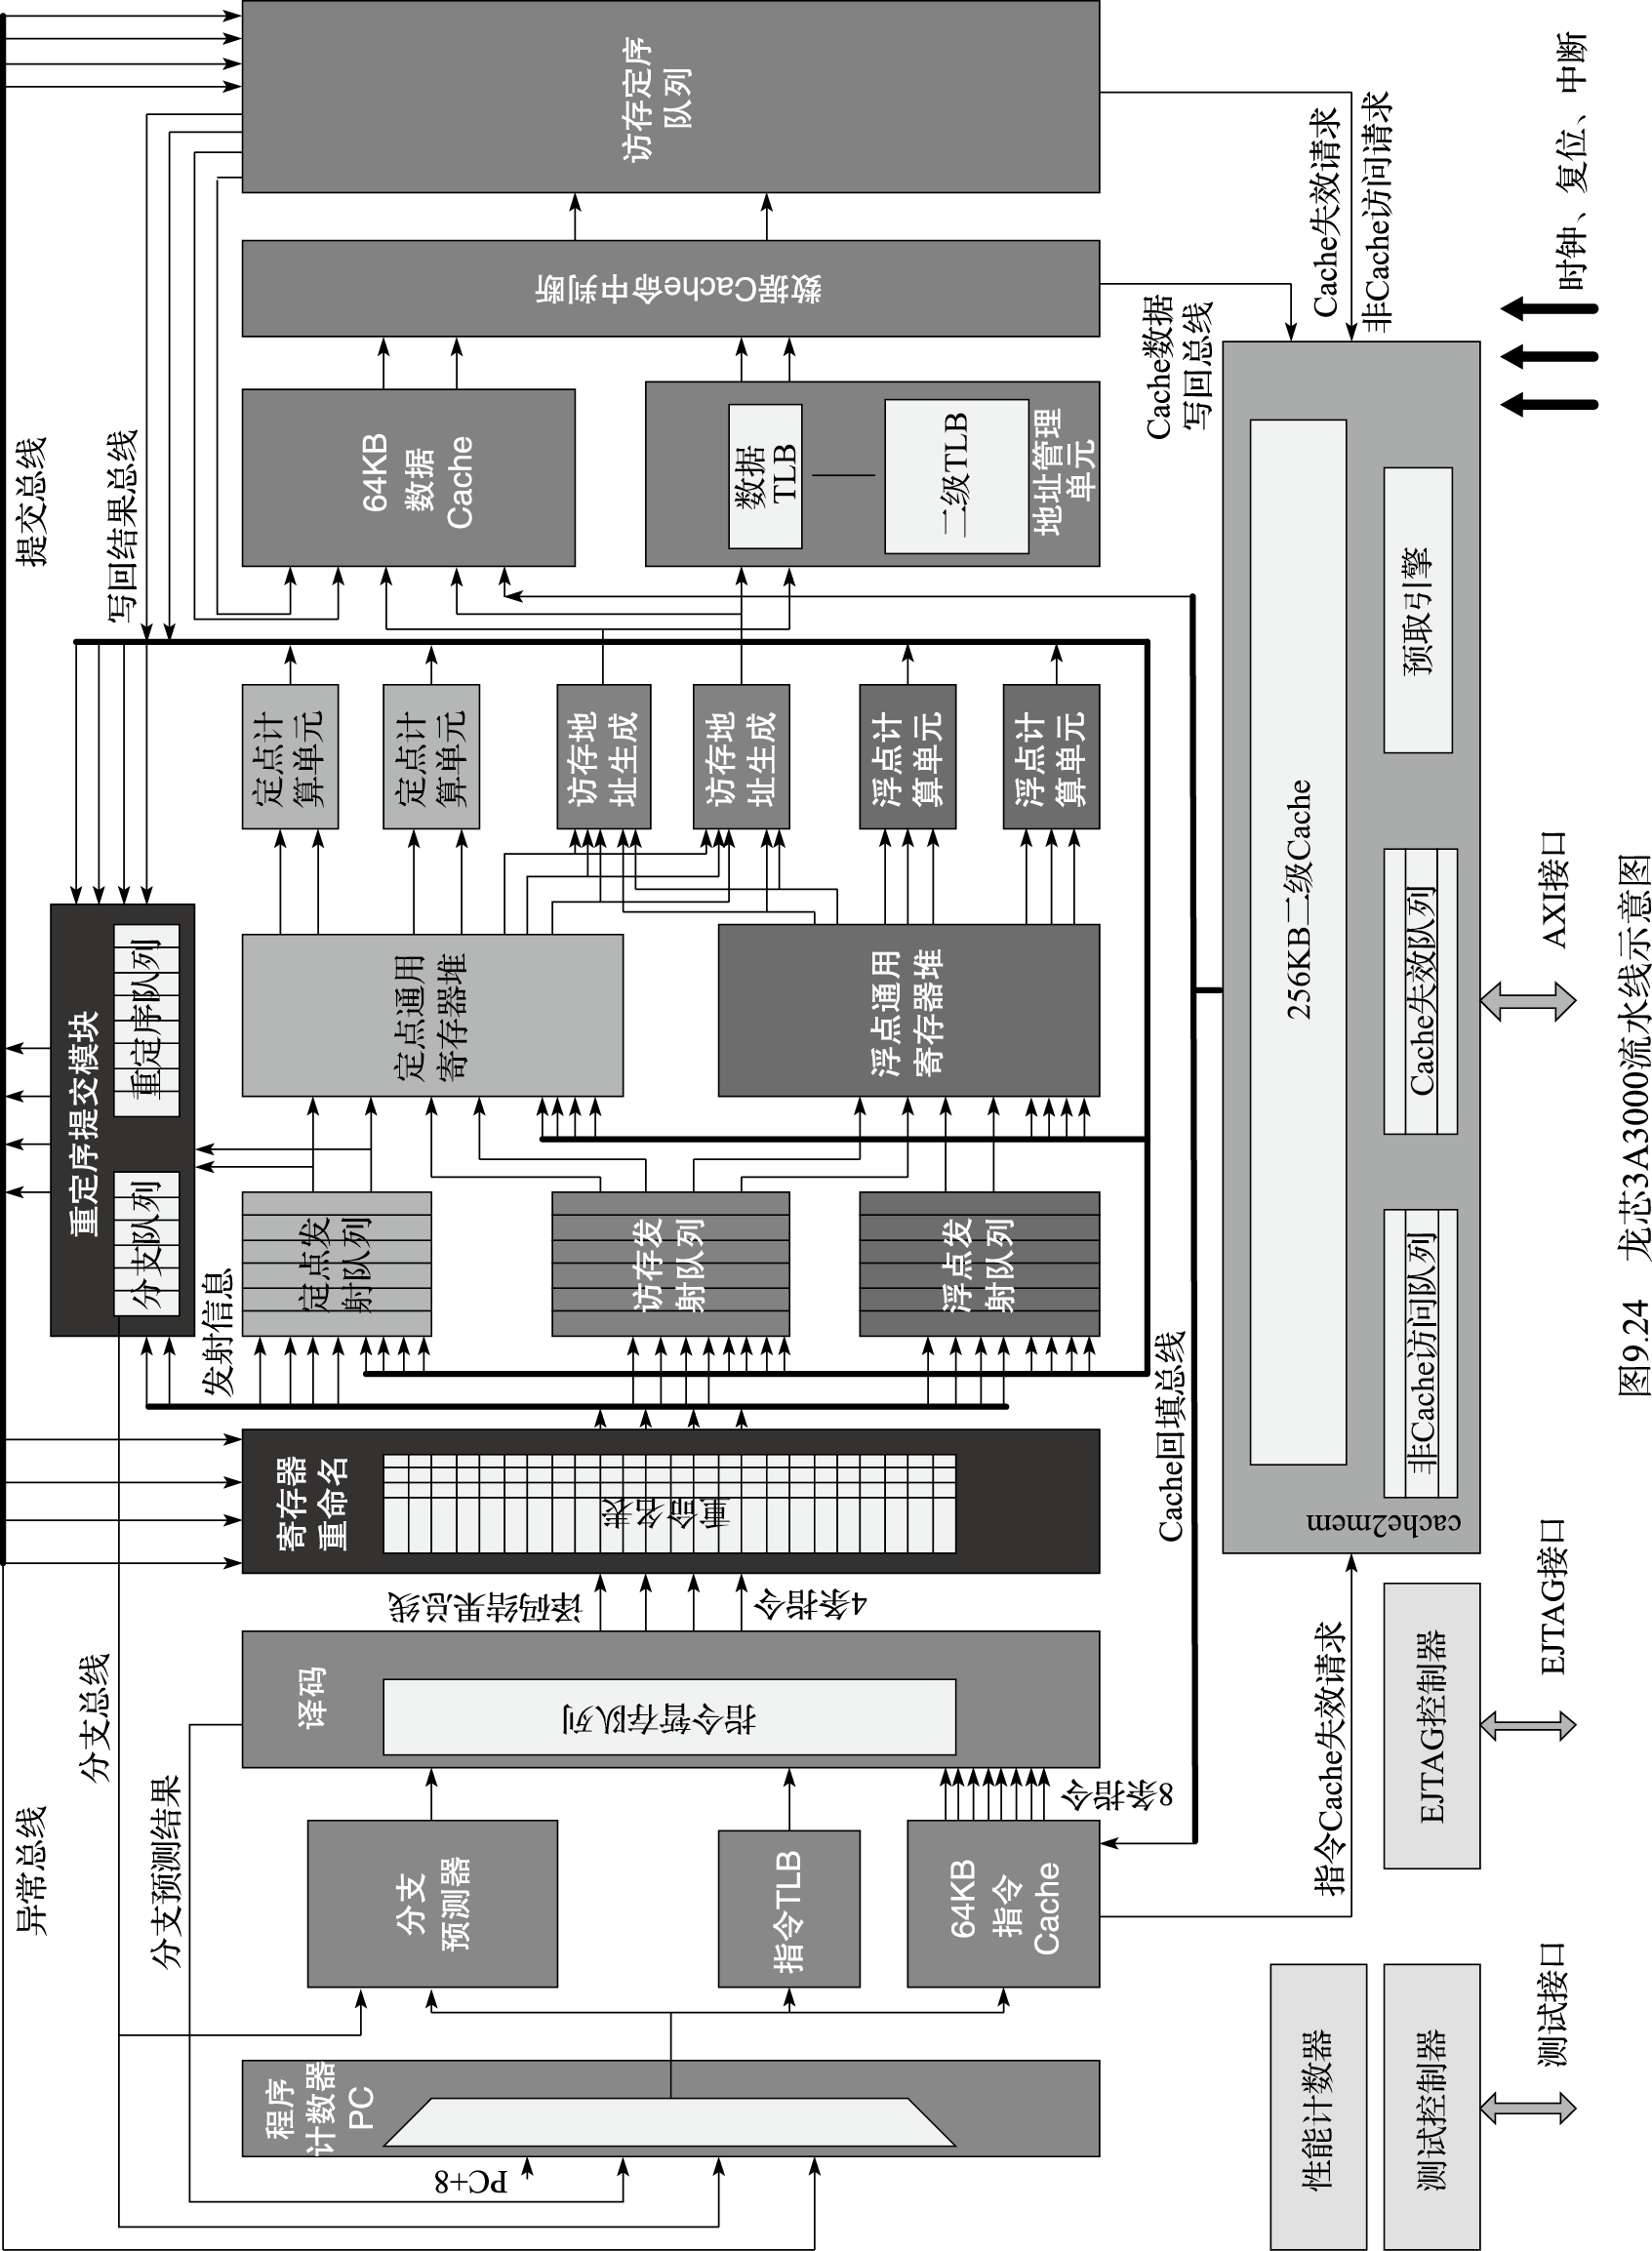 异常总线
提交总线
分支总线
写回结果总线
分支预测结果
发射信息
重定序提交模块
分支队列
重定序队列
程序
计数器
PC
PC+8
分支
预测器
指令TLB
64KB
指令
Cache
8条指令
译码
指令暂存队列
译码结果总线
4条指令
寄存器
重命名
重命名表
定点发
射队列
访存发
射队列
浮点发
射队列
定点通用
寄存器堆
浮点通用
寄存器堆
定点计
算单元
定点计
算单元
访存地
址生成
访存地
址生成
浮点计
算单元
浮点计
算单元
64KB
数据
Cache
数据
TLB
二级TLB
地址管理
单元
数据Cache命中判断
访存定序
队列
Cache回填总线
Cache数据
写回总线
Cache失效请求
非Cache访问请求
指令Cache失效请求
cache2mem
256KB二级Cache
非Cache访问队列
Cache失效队列
预取引擎
性能计数器
测试控制器
EJTAG控制器
测试接口
EJTAG接口
AXI接口
时钟、复位、中断
图9.24 龙芯3A3000流水线示意图